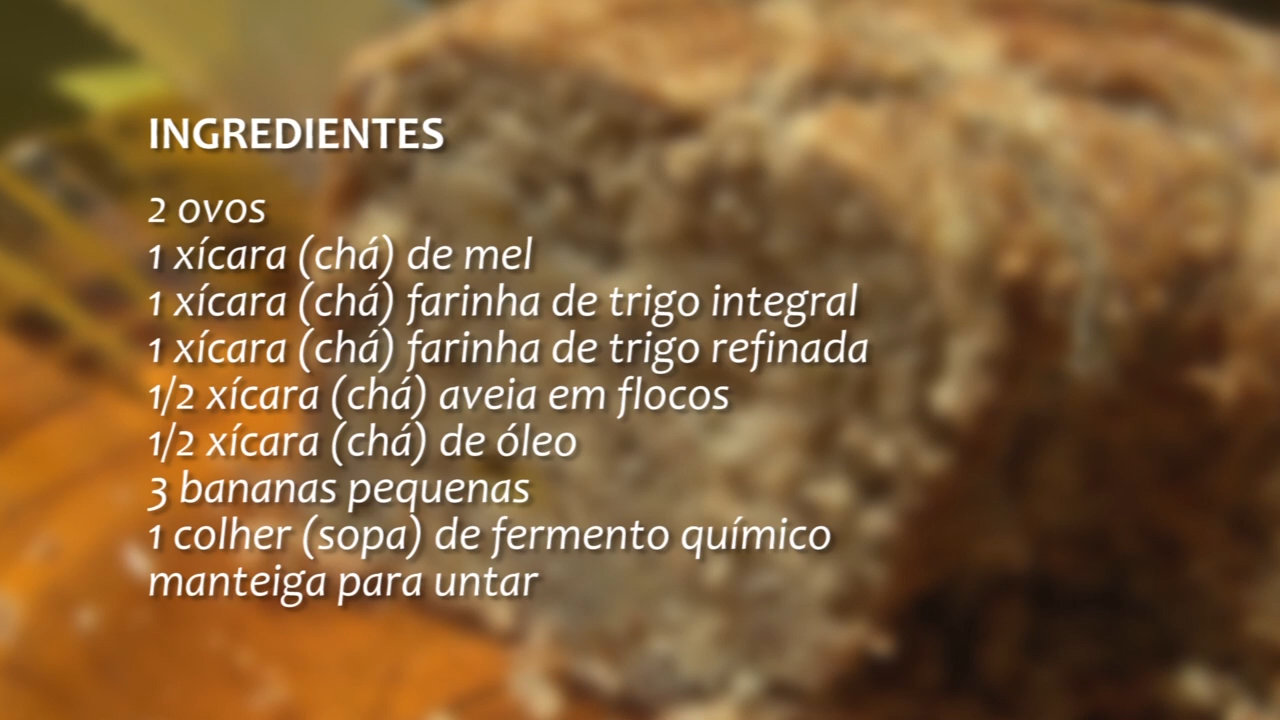 INGREDIENTES
2 ovos
1 xícara (chá) de mel
1 xícara (chá) farinha de trigo integral
1 xícara (chá) farinha de trigo refinada
1/2 xícara (chá) aveia em flocos
1/2 xícara (chá) de óleo
3 bananas pequenas
1 colher (sopa) de fermento químico
manteiga para untar